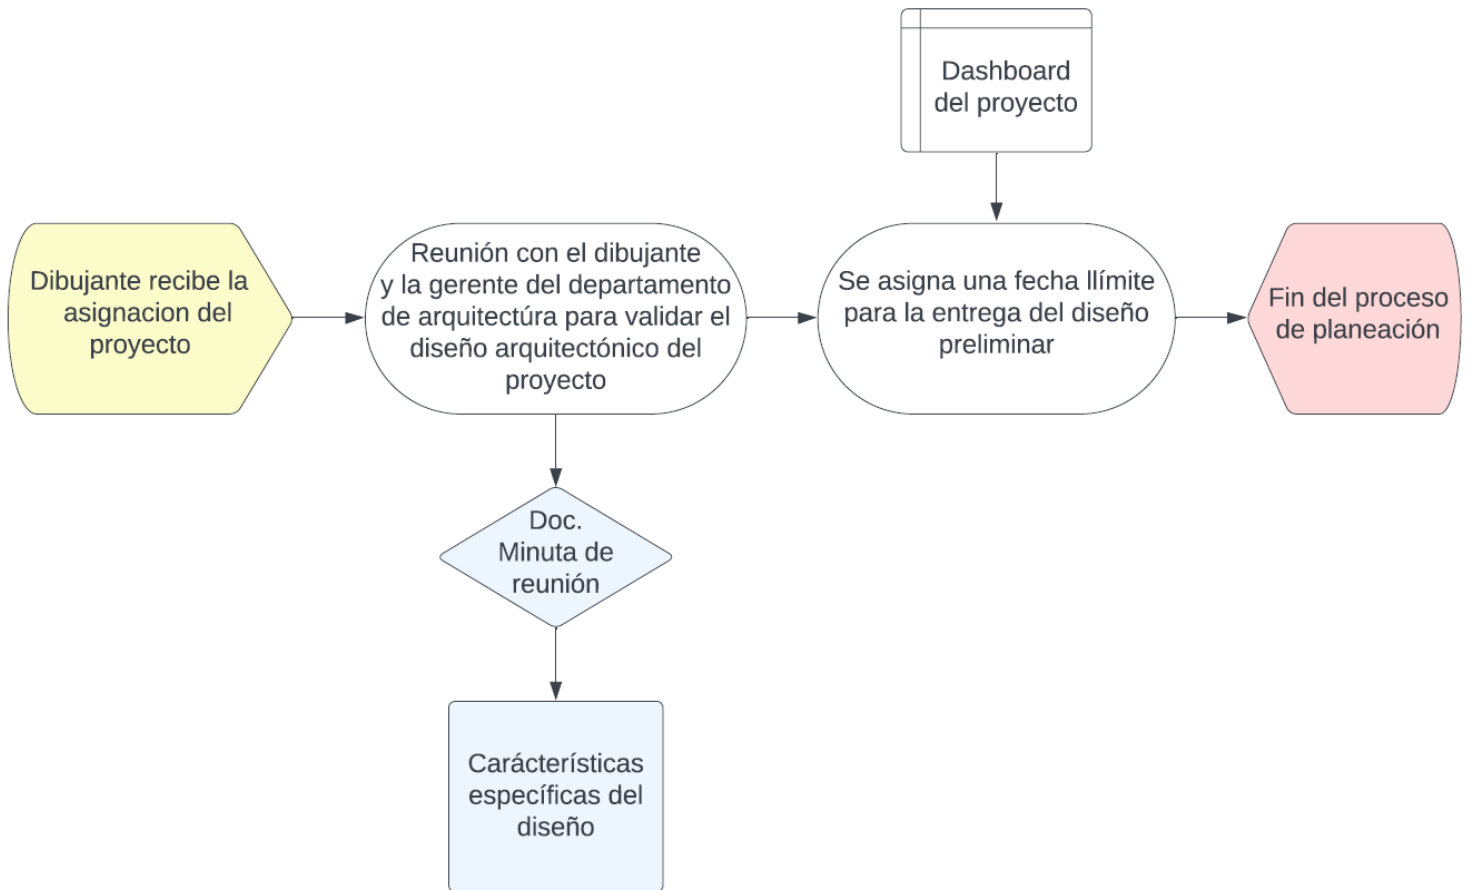 Dashboard
del proyecto
Dibujante recibe la
asignacion del
proyecto
Reunión con el dibujante
y la gerente del departamento
de arquitectúra para validar el
diseño arquitectónico del
proyecto
Se asigna una fecha llímite
para la entrega del diseño
preliminar
Fin del proceso
de planeación
Doc.
Minuta de
reunión
Carácterísticas
específicas del
diseño